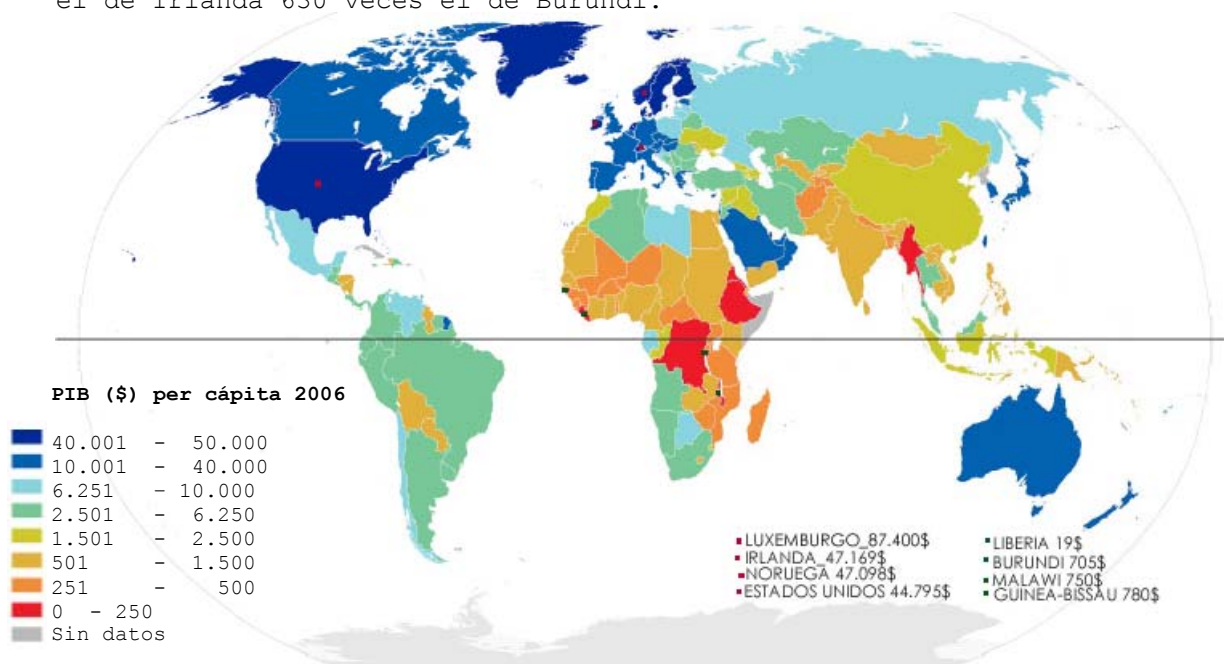 el de Irlanda 630 veces el de Burundi.
PIB ($) per cápita 2006
40.001 - 50.000
10.001 - 40.000
6.251 - 10.000
2.501 - 6.250
1.501 - 2.500
501 - 1.500
251 - 500
0 - 250
Sin datos
LUXEMBURGO_87.400$
IRLANDA_47.169$
NORUEGA 47.098$
ESTADOS UNIDOS 44.795$
LIBERIA 19$
BURUNDI 705$
MALAWI 750$
GUINEA-BISSAU 780$